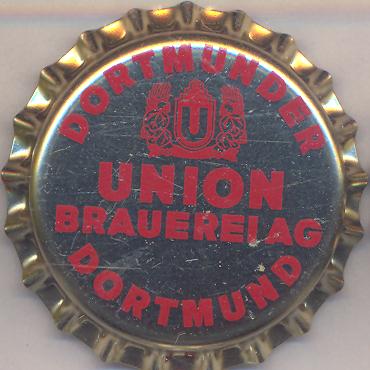 DORTMUNDER
U
UNION
BRAUEREI AG
DORTMUND